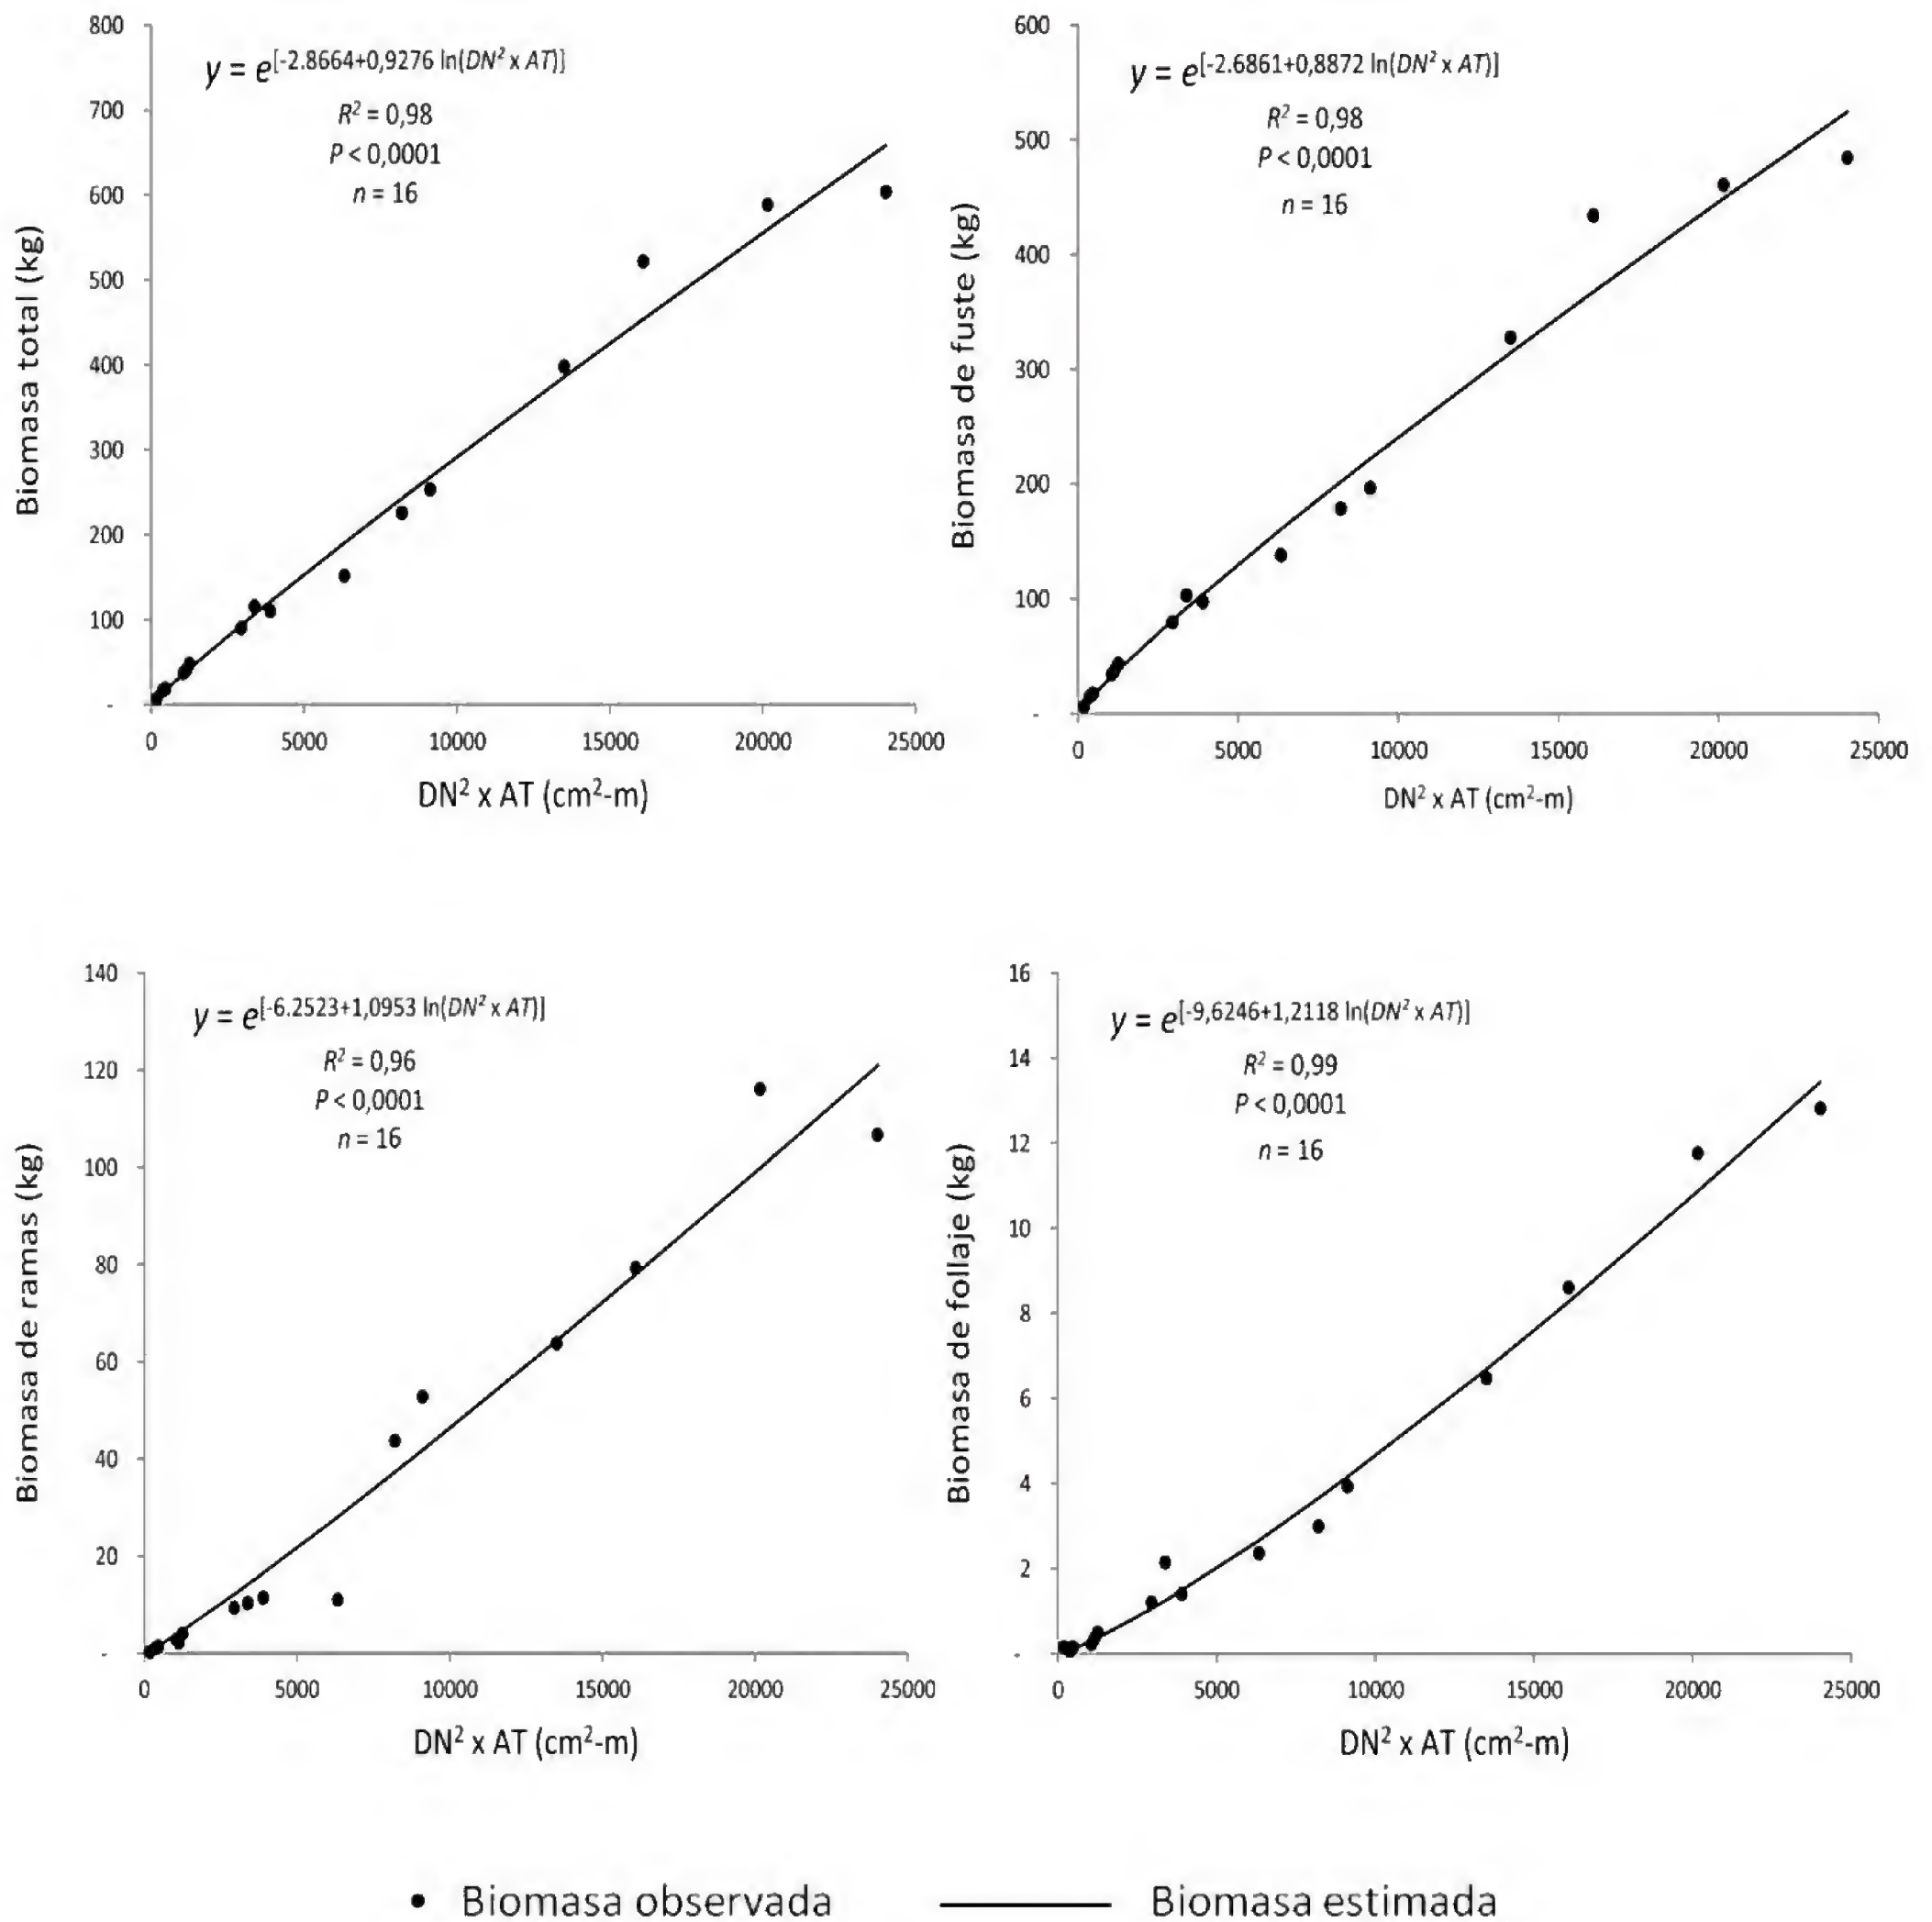 800
700
600
500
400
300
200
100
-
Biomasa total (kg)
y = e[-2.8664+0,9276 ln(DN² x AT)]
R² = 0,98
P < 0,0001
n = 16
0 5000 10000 15000 20000 25000
DN² x AT (cm²-m)
600
500
400
300
200
100
-
Biomasa de fuste (kg)
y = e[-2.6861+0,8872 ln(DN² x AT)]
R² = 0,98
P < 0,0001
n = 16
0 5000 10000 15000 20000 25000
DN² x AT (cm²-m)
140
120
100
80
60
40
20
-
Biomasa de ramas (kg)
y = e[-6.2523+1,0953 ln(DN² x AT)]
R² = 0,96
P < 0,0001
n = 16
0 5000 10000 15000 20000 25000
DN² x AT (cm²-m)
16
14
12
10
8
6
4
2
-
Biomasa de follaje (kg)
y = e[-9,6246+1,2118 ln(DN² x AT)]
R² = 0,99
P < 0,0001
n = 16
0 5000 10000 15000 20000 25000
DN² x AT (cm²-m)
Biomasa observada
Biomasa estimada